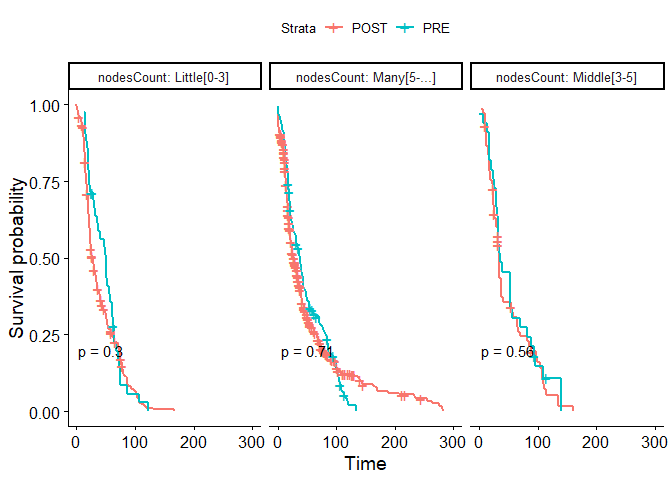 Strata POST PRE
nodesCount: Little[0-3] nodesCount: Many[5-...] nodesCount: Middle[3-5]
Survival probability
1.00
0.75
0.50
0.25
0.00
p = 0.3 p = 0.71 p = 0.56
0 100 200 300 0 100 200 300 0 100 200 300
Time